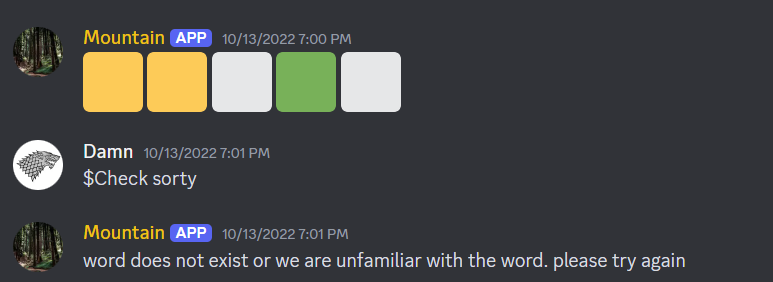 Mountain APP 10/13/2022 7:00 PM
Damn 10/13/2022 7:01 PM
$Check sorty
Mountain APP 10/13/2022 7:01 PM
word does not exist or we are unfamiliar with the word. please try again